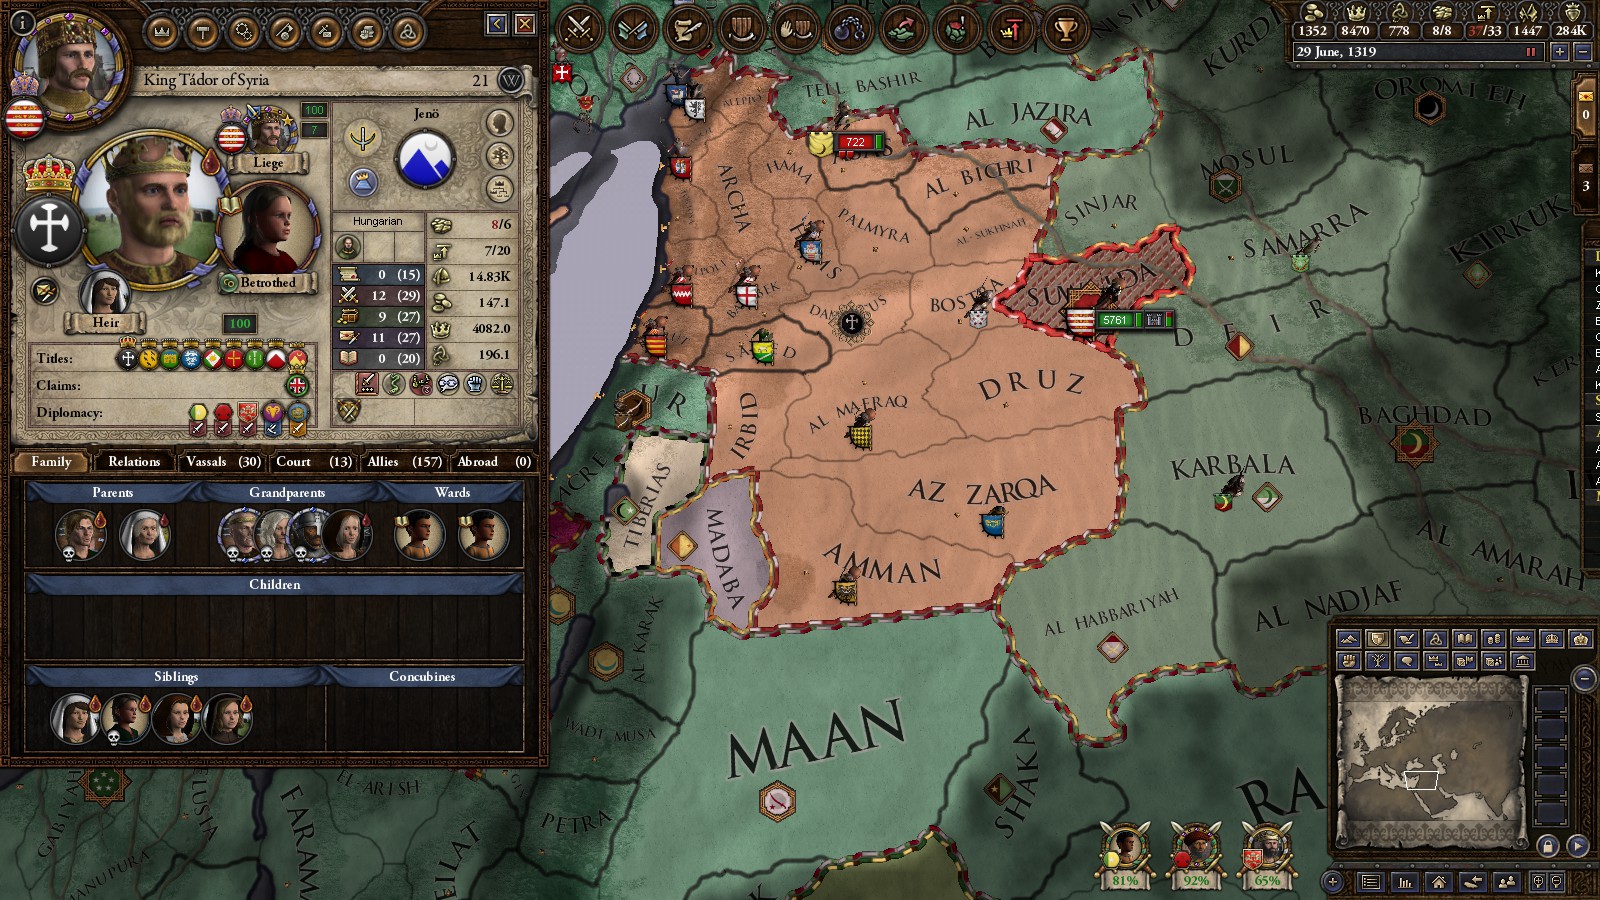 King Tádor of Syria 21
100
7
Liege
Jenő
Betrothed
Heir
100
Hungarian
8/6
7/20
14.83K
147.1
4082.0
196.1
0 (15)
12 (29)
9 (27)
11 (27)
0 (20)
Titles:
Claims:
Diplomacy:
Family Relations Vassals (30) Court (13) Allies (157) Abroad (0)
Parents Grandparents Wards
Children
Siblings Concubines
1352 8470 778 8/8 37/33 1447 284K
29 June, 1319
0
3
TELL BASHIR
AL JAZIRA
ALEPPO
722
HAMA
AL BICHRI
ARCHA
PALMYRA
AL-SUKHNAH
SINJAR
MOSUL
OROMIEH
KURDI
KIRKUK
SAMARRA
BOSTRA
5761
DEIR
SUR
IRBID
AL MAFRAQ
DRUZ
BAGHDAD
KARBALA
ACRE
TIBERIAS
MADABA
AZ ZARQA
AMMAN
AL AMARAH
AL NADJAF
AL HABBARIYAH
AL-KARAK
MAAN
WADI MUSA
SHAKA
PETRA
EL-ARISH
81% 92% 65%